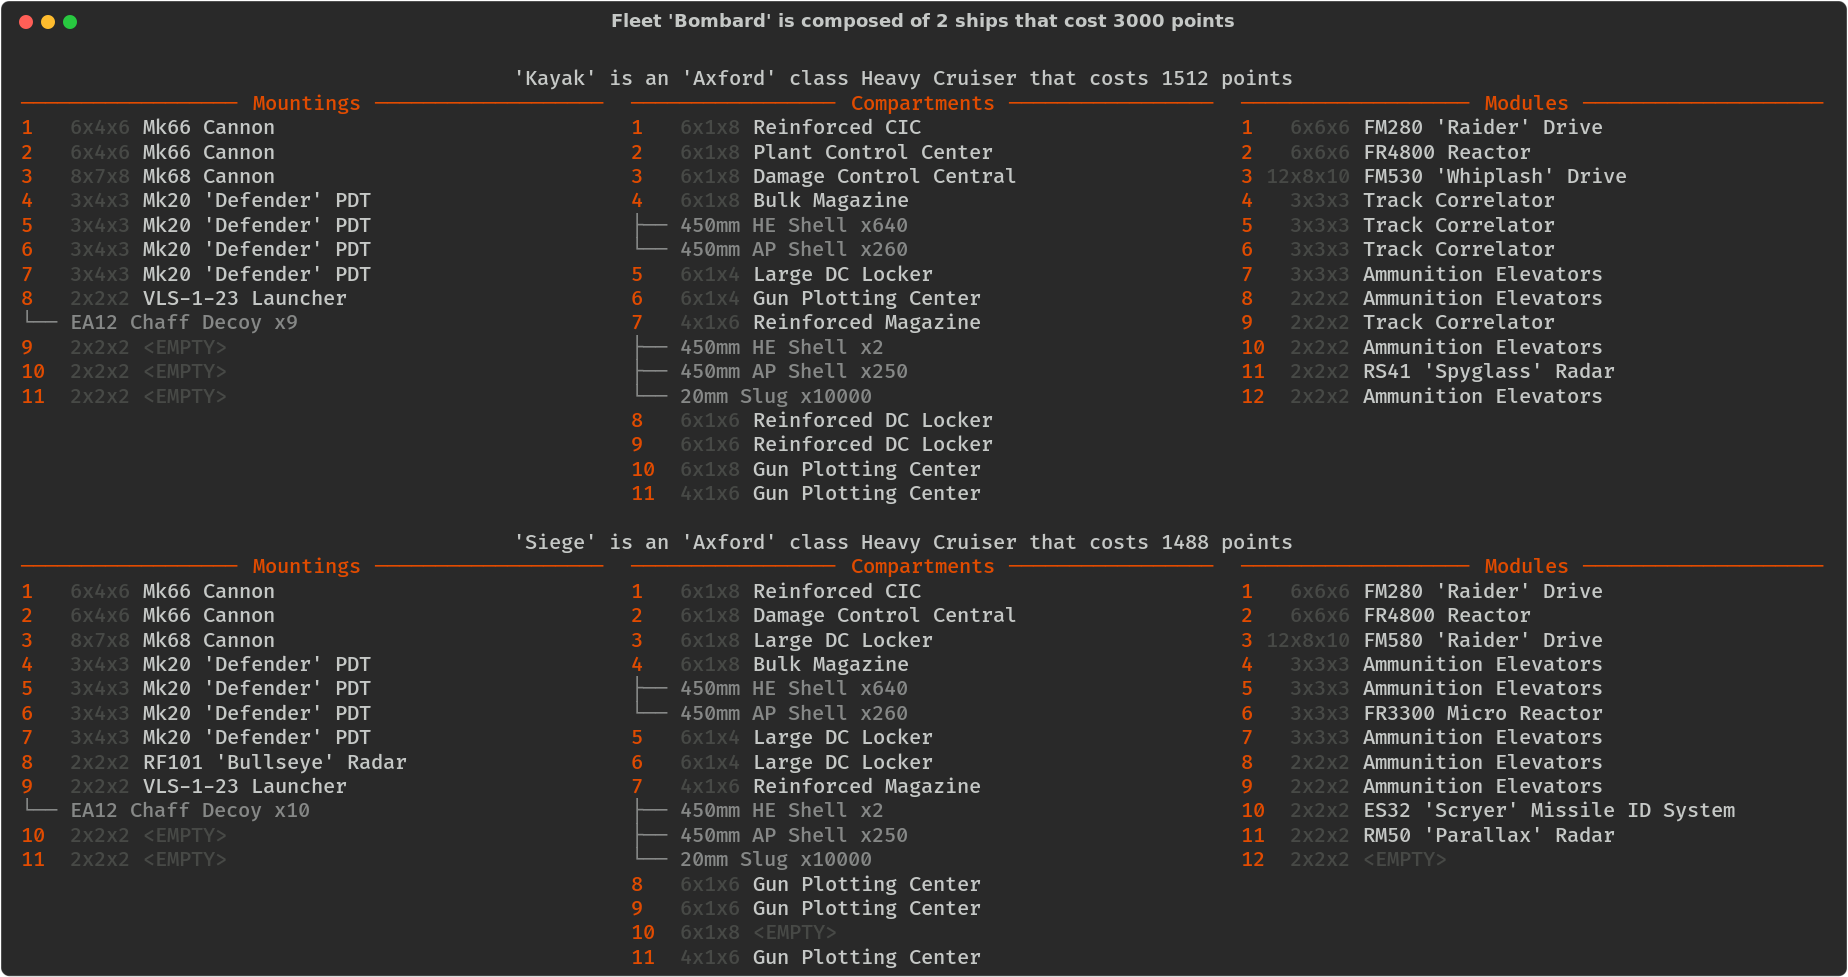 Fleet 'Bombard' is composed of 2 ships that cost 3000 points
'Kayak' is an 'Axford' class Heavy Cruiser that costs 1512 points
Mountings
1 6x4x6 Mk66 Cannon
2 6x4x6 Mk66 Cannon
3 8x7x8 Mk68 Cannon
4 3x4x3 Mk20 'Defender' PDT
5 3x4x3 Mk20 'Defender' PDT
6 3x4x3 Mk20 'Defender' PDT
7 3x4x3 Mk20 'Defender' PDT
8 2x2x2 VLS-1-23 Launcher
└── EA12 Chaff Decoy x9
9 2x2x2 <EMPTY>
10 2x2x2 <EMPTY>
11 2x2x2 <EMPTY>
Compartments
1 6x1x8 Reinforced CIC
2 6x1x8 Plant Control Center
3 6x1x8 Damage Control Central
4 6x1x8 Bulk Magazine
├── 450mm HE Shell x640
└── 450mm AP Shell x260
5 6x1x4 Large DC Locker
6 6x1x4 Gun Plotting Center
7 4x1x6 Reinforced Magazine
├── 450mm HE Shell x2
├── 450mm AP Shell x250
└── 20mm Slug x10000
8 6x1x6 Reinforced DC Locker
9 6x1x6 Reinforced DC Locker
10 6x1x8 Gun Plotting Center
11 4x1x6 Gun Plotting Center
Modules
1 6x6x6 FM280 'Raider' Drive
2 6x6x6 FR4800 Reactor
3 12x8x10 FM530 'Whiplash' Drive
4 3x3x3 Track Correlator
5 3x3x3 Track Correlator
6 3x3x3 Track Correlator
7 3x3x3 Ammunition Elevators
8 2x2x2 Ammunition Elevators
9 2x2x2 Track Correlator
10 2x2x2 Ammunition Elevators
11 2x2x2 RS41 'Spyglass' Radar
12 2x2x2 Ammunition Elevators
'Siege' is an 'Axford' class Heavy Cruiser that costs 1488 points
Mountings
1 6x4x6 Mk66 Cannon
2 6x4x6 Mk66 Cannon
3 8x7x8 Mk68 Cannon
4 3x4x3 Mk20 'Defender' PDT
5 3x4x3 Mk20 'Defender' PDT
6 3x4x3 Mk20 'Defender' PDT
7 3x4x3 Mk20 'Defender' PDT
8 2x2x2 RF101 'Bullseye' Radar
9 2x2x2 VLS-1-23 Launcher
└── EA12 Chaff Decoy x10
10 2x2x2 <EMPTY>
11 2x2x2 <EMPTY>
Compartments
1 6x1x8 Reinforced CIC
2 6x1x8 Damage Control Central
3 6x1x8 Large DC Locker
4 6x1x8 Bulk Magazine
├── 450mm HE Shell x640
└── 450mm AP Shell x260
5 6x1x4 Large DC Locker
6 6x1x4 Large DC Locker
7 4x1x6 Reinforced Magazine
├── 450mm HE Shell x2
├── 450mm AP Shell x250
└── 20mm Slug x10000
8 6x1x6 Gun Plotting Center
9 6x1x6 Gun Plotting Center
10 6x1x8 <EMPTY>
11 4x1x6 Gun Plotting Center
Modules
1 6x6x6 FM280 'Raider' Drive
2 6x6x6 FR4800 Reactor
3 12x8x10 FM580 'Raider' Drive
4 3x3x3 Ammunition Elevators
5 3x3x3 Ammunition Elevators
6 3x3x3 FR3300 Micro Reactor
7 3x3x3 Ammunition Elevators
8 2x2x2 Ammunition Elevators
9 2x2x2 Ammunition Elevators
10 2x2x2 ES32 'Scryer' Missile ID System
11 2x2x2 RM50 'Parallax' Radar
12 2x2x2 <EMPTY>